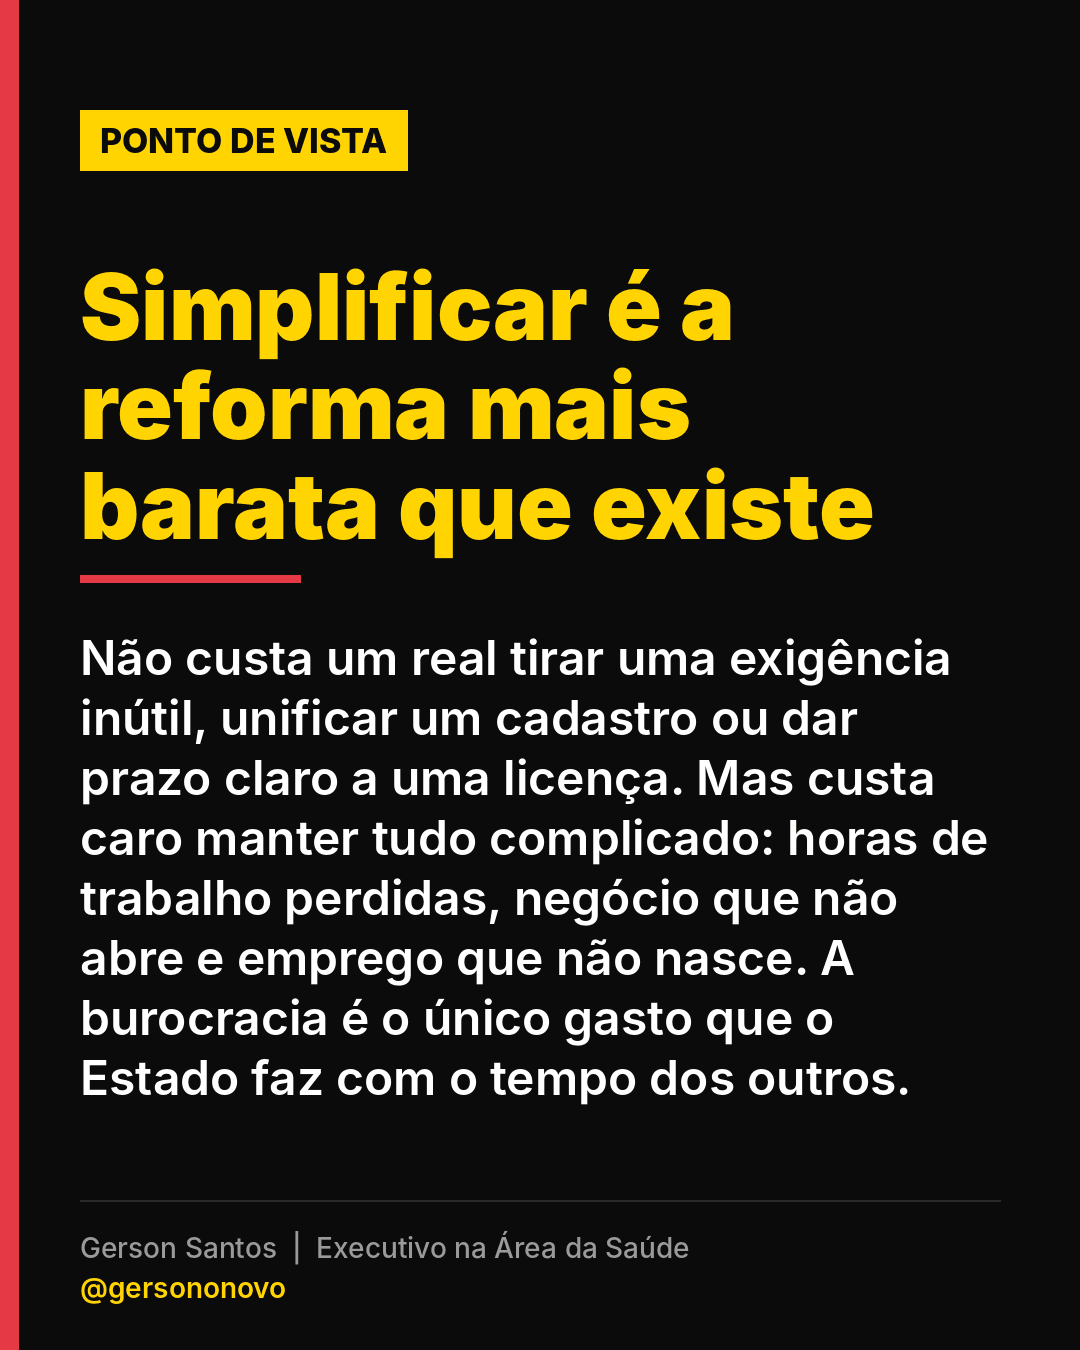 PONTO DE VISTA
Simplificar é a
reforma mais
barata que existe
Não custa um real tirar uma exigência
inútil, unificar um cadastro ou dar
prazo claro a uma licença. Mas custa
caro manter tudo complicado: horas de
trabalho perdidas, negócio que não
abre e emprego que não nasce. A
burocracia é o único gasto que o
Estado faz com o tempo dos outros.
Gerson Santos | Executivo na Área da Saúde
@gersononovo